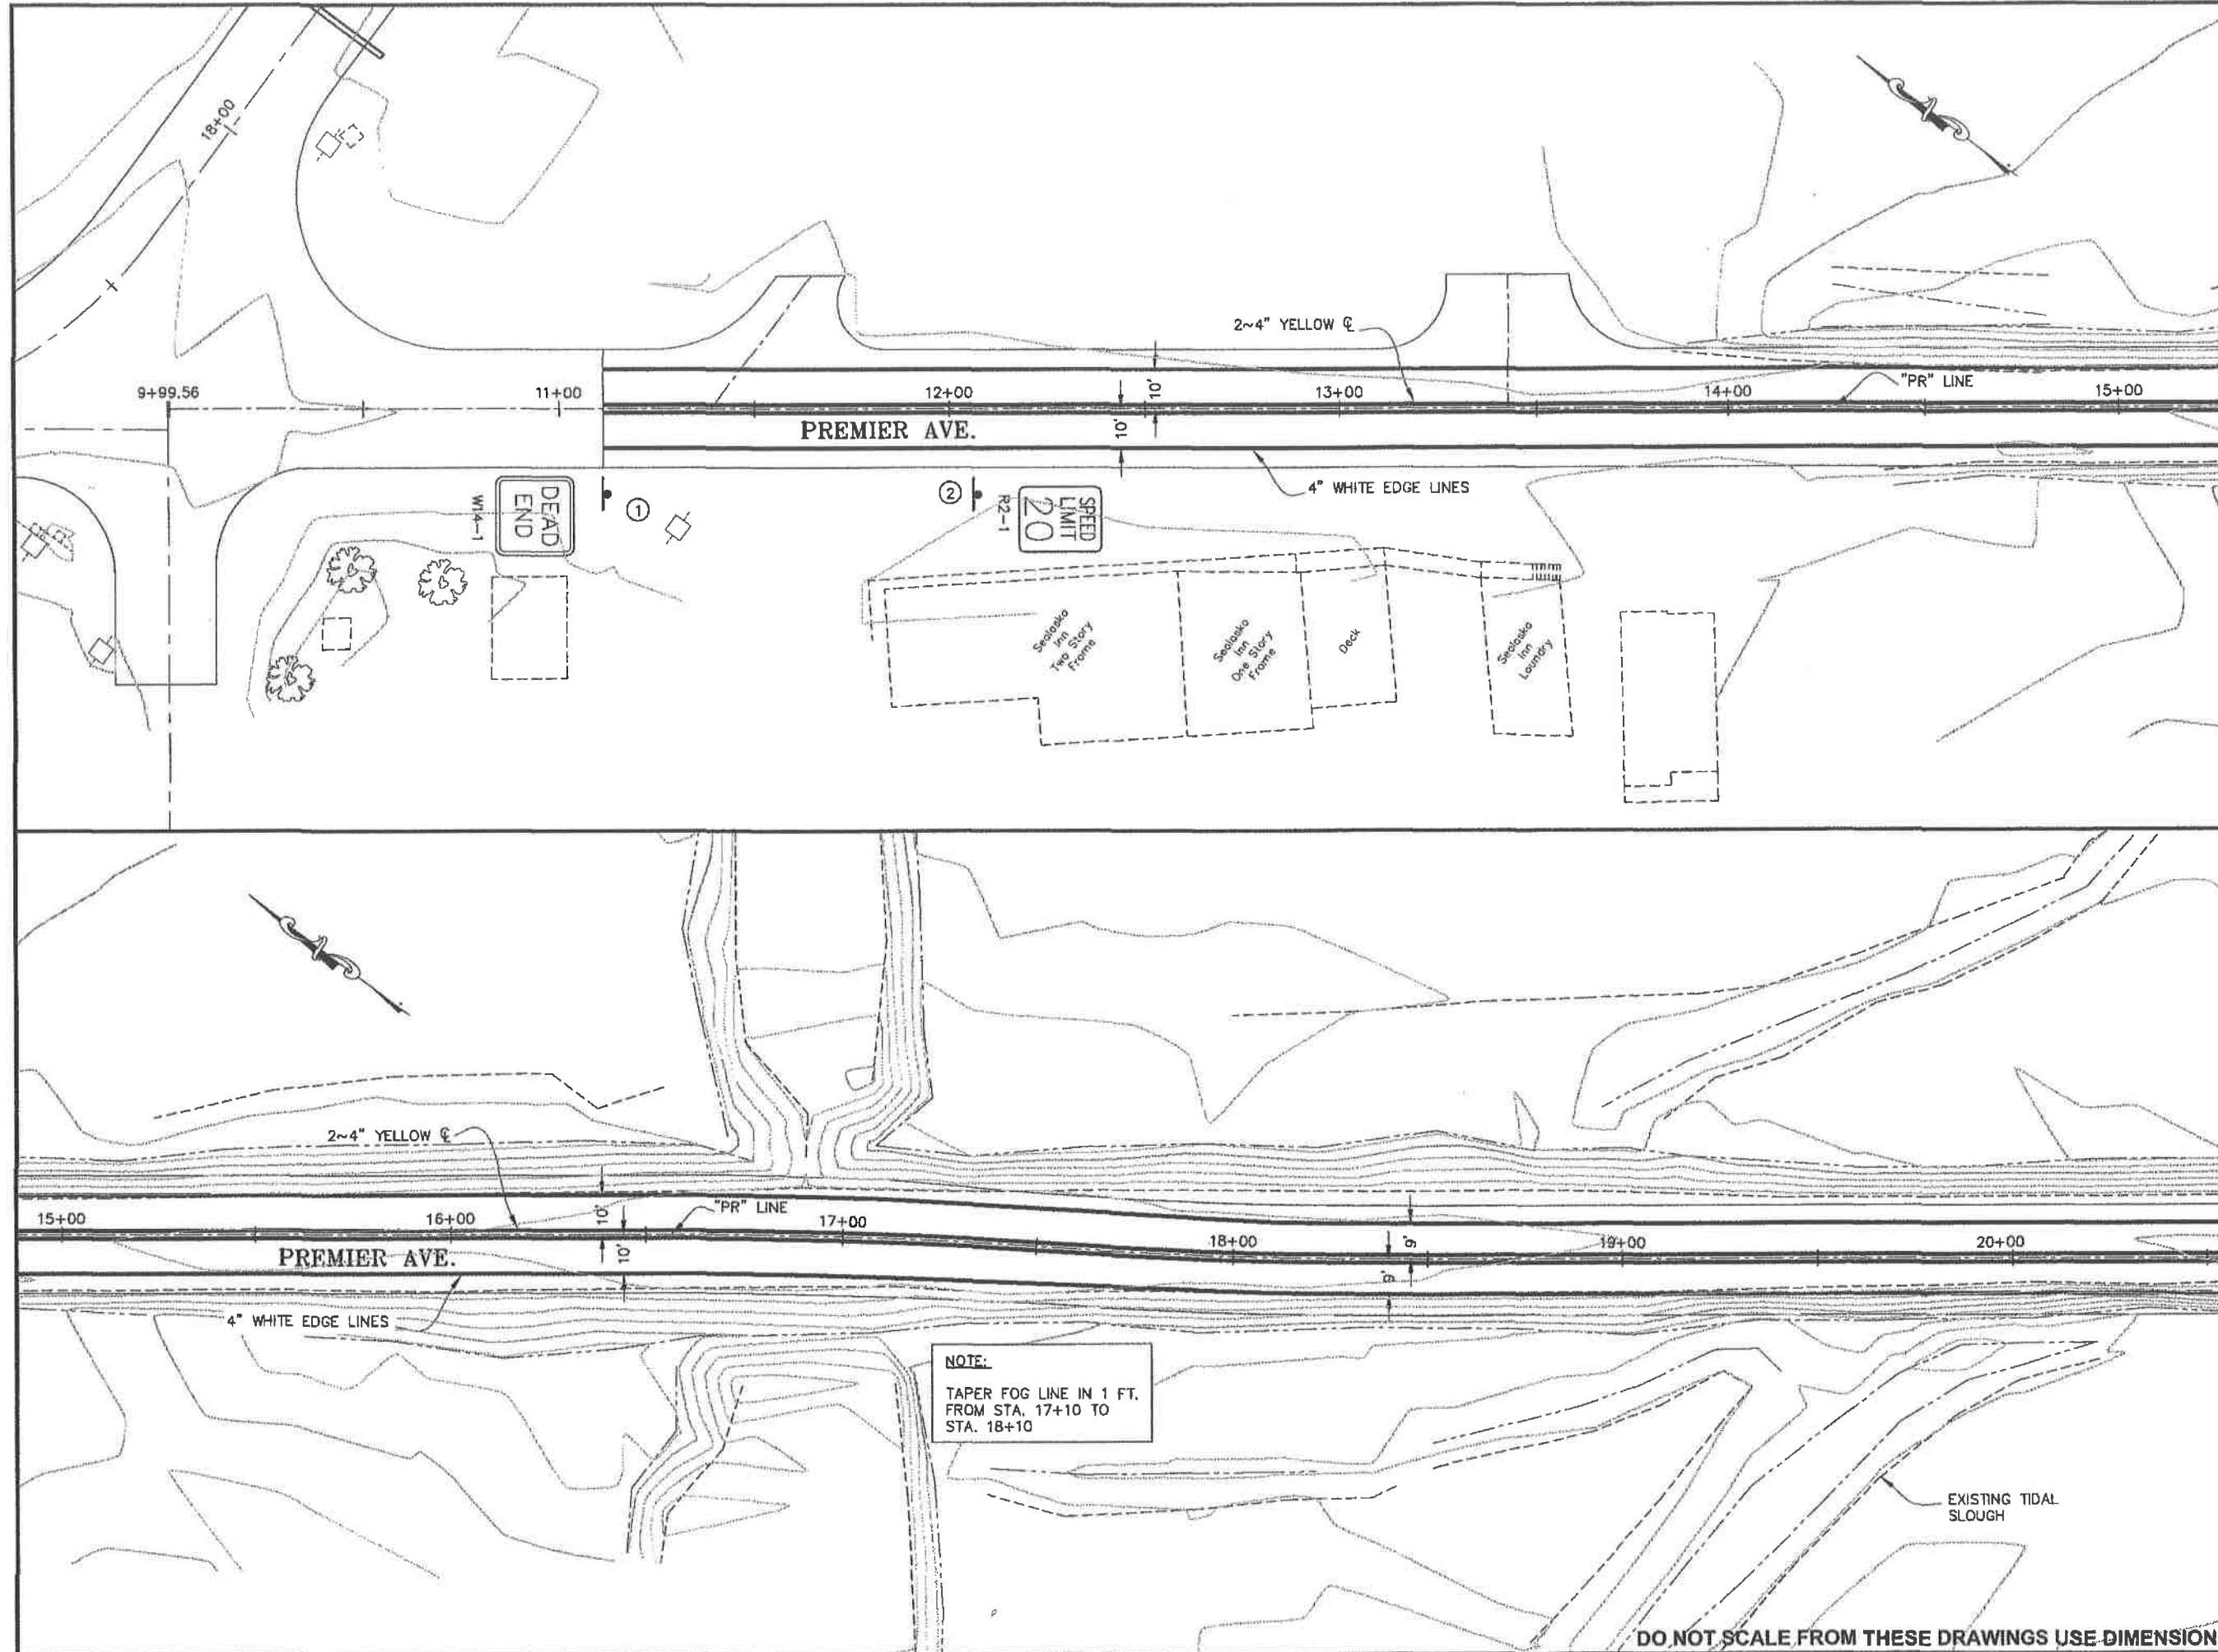 18+00
2~4" YELLOW ℄
9+99.56
11+00
12+00
10'
13+00
14+00
"PR" LINE
15+00
PREMIER AVE.
10'
4" WHITE EDGE LINES
DEAD
END
W14-1
1
2
R2-1
SPEED
LIMIT
20
Sealaska
Inn
Two Story
Frame
Sealaska
Inn
One Story
Frame
Deck
Sealaska
Inn
Laundry
2~4" YELLOW ℄
15+00
16+00
10'
"PR" LINE
17+00
18+00
9'
19+00
20+00
PREMIER AVE.
10'
9'
4" WHITE EDGE LINES
NOTE:
TAPER FOG LINE IN 1 FT.
FROM STA. 17+10 TO
STA. 18+10
EXISTING TIDAL
SLOUGH
DO NOT SCALE FROM THESE DRAWINGS USE DIMENSION